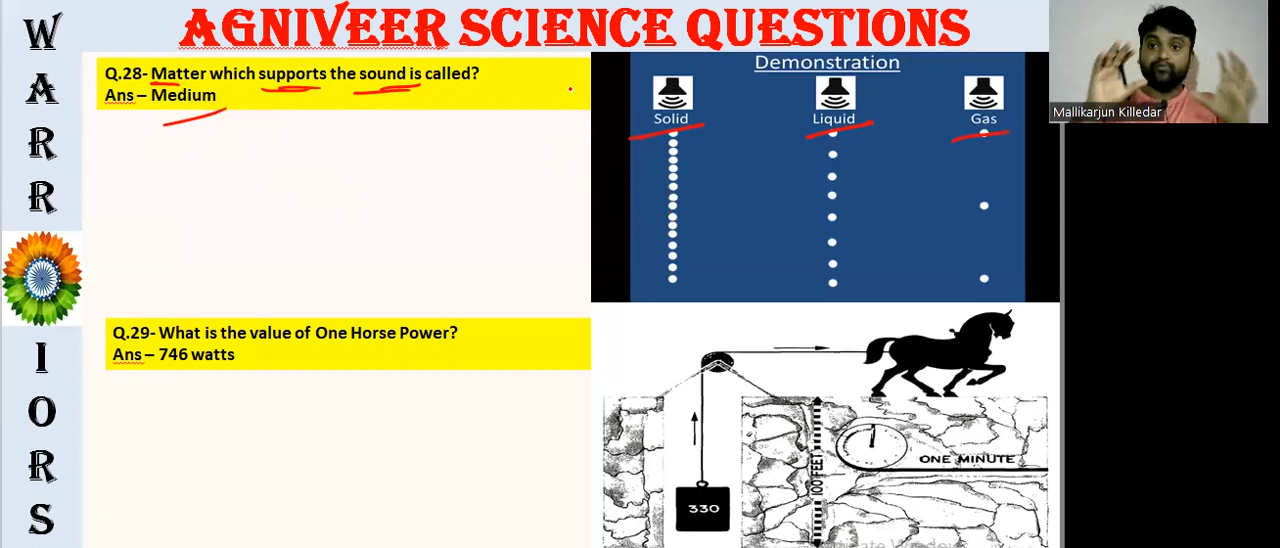 AGNIVEER SCIENCE QUESTIONS
WARRIORS
Q.28- Matter which supports the sound is called?
Ans – Medium
Demonstration
Solid
Liquid
Gas
Mallikarjun Killedar
Q.29- What is the value of One Horse Power?
Ans – 746 watts
ONE MINUTE
100 FEET
330